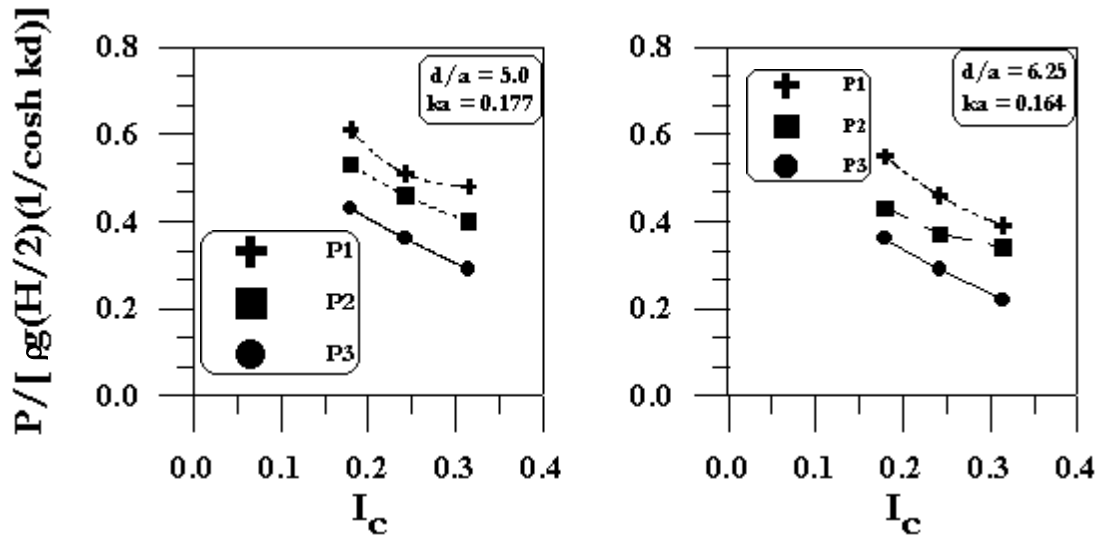 P/[ ρg(H/2)(1/cosh kd)]
0.8
0.6
0.4
0.2
0.0
d/a = 5.0
ka = 0.177
P1
P2
P3
0.0 0.1 0.2 0.3 0.4
Ic
0.8
0.6
0.4
0.2
0.0
P1
P2
P3
d/a = 6.25
ka = 0.164
0.0 0.1 0.2 0.3 0.4
Ic